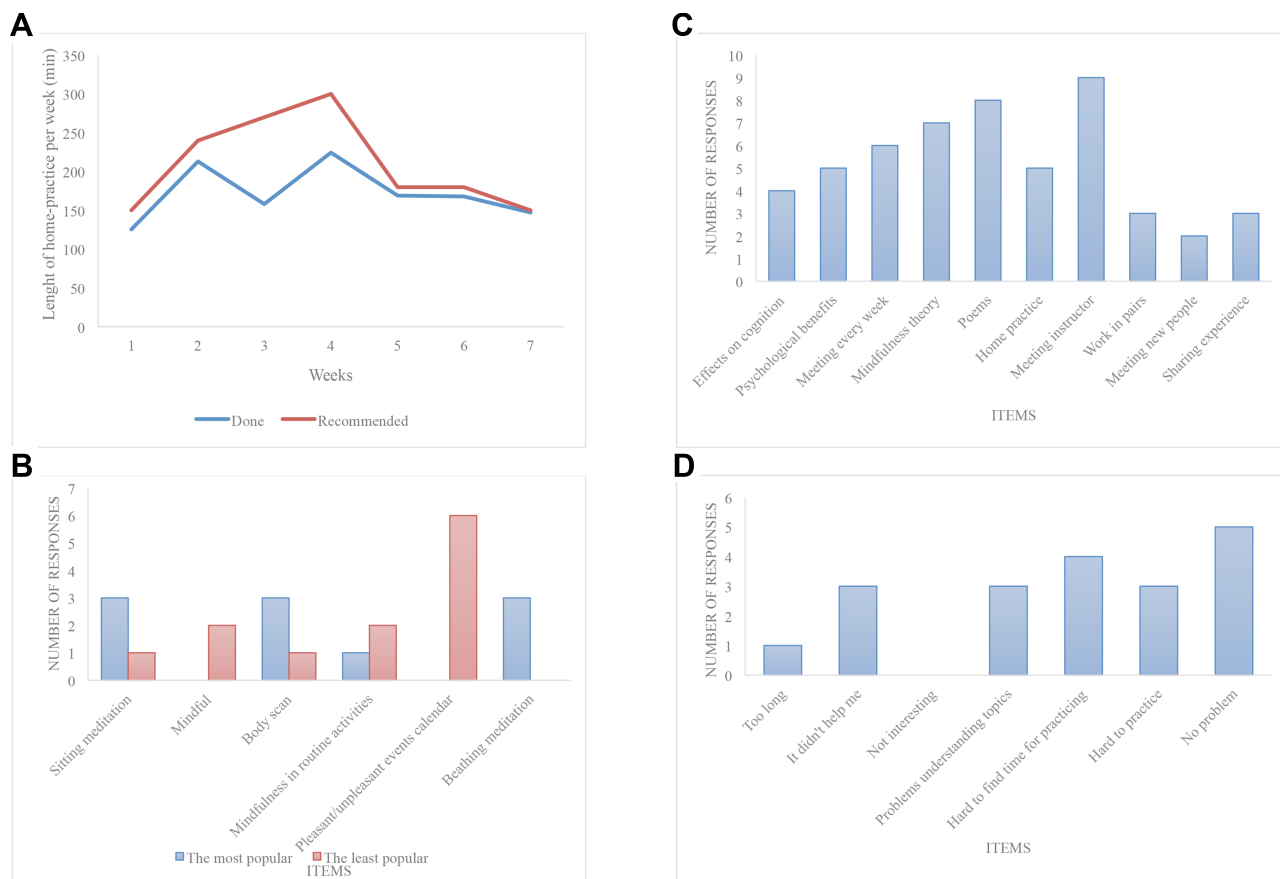 A
Lenght of home-practice per week (min)
350
300
250
200
150
100
50
0
1 2 3 4 5 6 7
Weeks
Done Recommended
C
NUMBER OF RESPONSES
10
9
8
7
6
5
4
3
2
1
0
Effects on cognition
Psychological benefits
Meeting every week
Mindfulness theory
Poems
Home practice
Meeting instructor
Work in pairs
Meeting new people
Sharing experience
ITEMS
B
NUMBER OF RESPONSES
7
6
5
4
3
2
1
0
Sitting meditation
Mindful
Body scan
Mindfulness in routine activities
Pleasant/unpleasant events calendar
Beathing meditation
The most popular The least popular
ITEMS
D
NUMBER OF RESPONSES
6
5
4
3
2
1
0
Too long
It didn't help me
Not interesting
Problems understanding topics
Hard to find time for practicing
Hard to practice
No problem
ITEMS